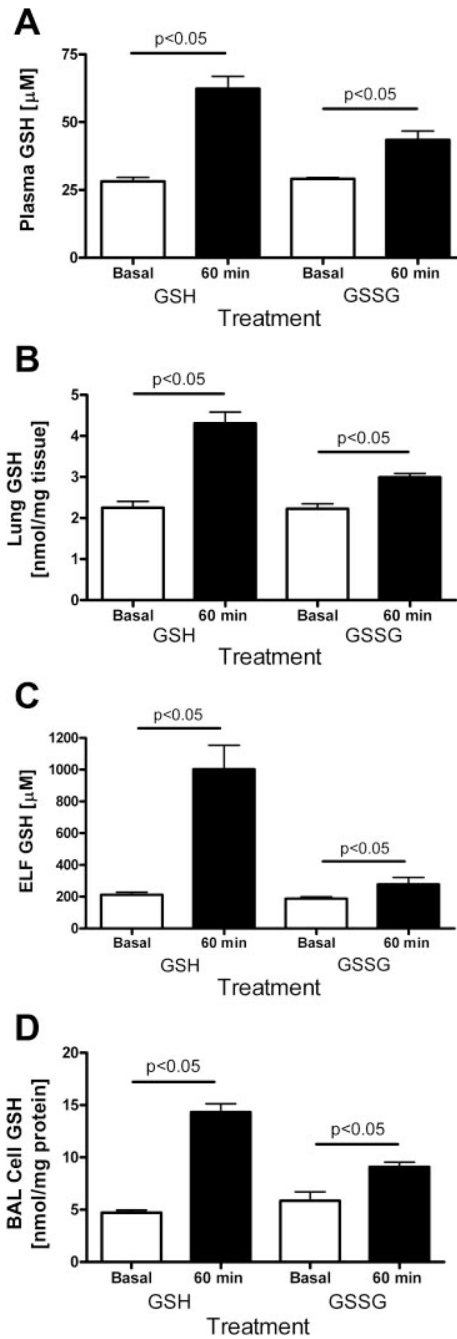 A
p<0.05
p<0.05
Plasma GSH [μM]
75
50
25
0
Basal 60 min Basal 60 min
GSH GSSG
Treatment
B
p<0.05
p<0.05
Lung GSH
[nmol/mg tissue]
5
4
3
2
1
0
Basal 60 min Basal 60 min
GSH GSSG
Treatment
C
p<0.05
p<0.05
ELF GSH [μM]
1200
1000
800
600
400
200
0
Basal 60 min Basal 60 min
GSH GSSG
Treatment
D
p<0.05
p<0.05
BAL Cell GSH
[nmol/mg protein]
20
15
10
5
0
Basal 60 min Basal 60 min
GSH GSSG
Treatment